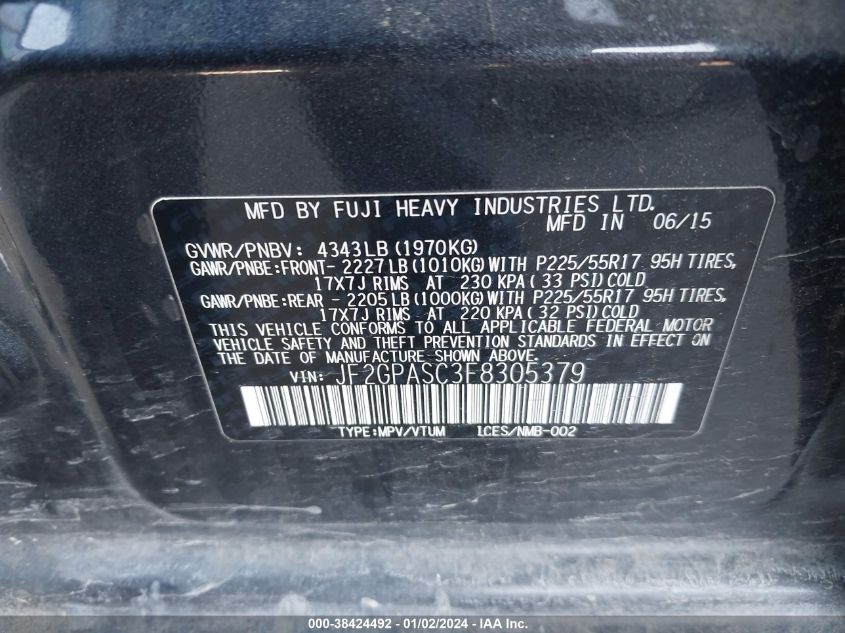 MFD BY FUJI HEAVY INDUSTRIES LTD.
MFD IN 06/15
GVWR/PNBV: 4343LB(1970KG)
GAWR/PNBE:FRONT-2227LB(1010KG)WITH P225/55R17 95H TIRES,
17X7J RIMS AT 230 KPA(33 PSI)COLD
GAWR/PNBE:REAR -2205LB(1000KG)WITH P225/55R17 95H TIRES,
17X7J RIMS AT 220 KPA(32 PSI)COLD
THIS VEHICLE CONFORMS TO ALL APPLICABLE FEDERAL MOTOR
VEHICLE SAFETY AND THEFT PREVENTION STANDARDS IN EFFECT ON
THE DATE OF MANUFACTURE SHOWN ABOVE.
VIN: JF2GPASC3F8305379
TYPE:MPV/VTUM ICES/NMB-002
000-38424492 - 01/02/2024 - IEAHPSP006